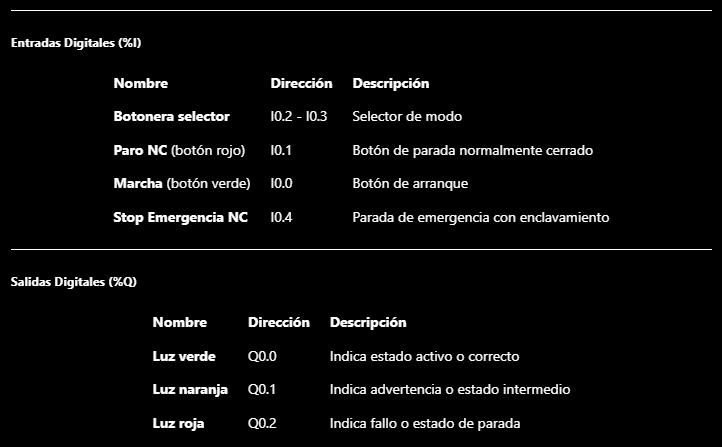 Entradas Digitales (%I)
Nombre Dirección Descripción
Botonera selector I0.2 - I0.3 Selector de modo
Paro NC (botón rojo) I0.1 Botón de parada normalmente cerrado
Marcha (botón verde) I0.0 Botón de arranque
Stop Emergencia NC I0.4 Parada de emergencia con enclavamiento
Salidas Digitales (%Q)
Nombre Dirección Descripción
Luz verde Q0.0 Indica estado activo o correcto
Luz naranja Q0.1 Indica advertencia o estado intermedio
Luz roja Q0.2 Indica fallo o estado de parada